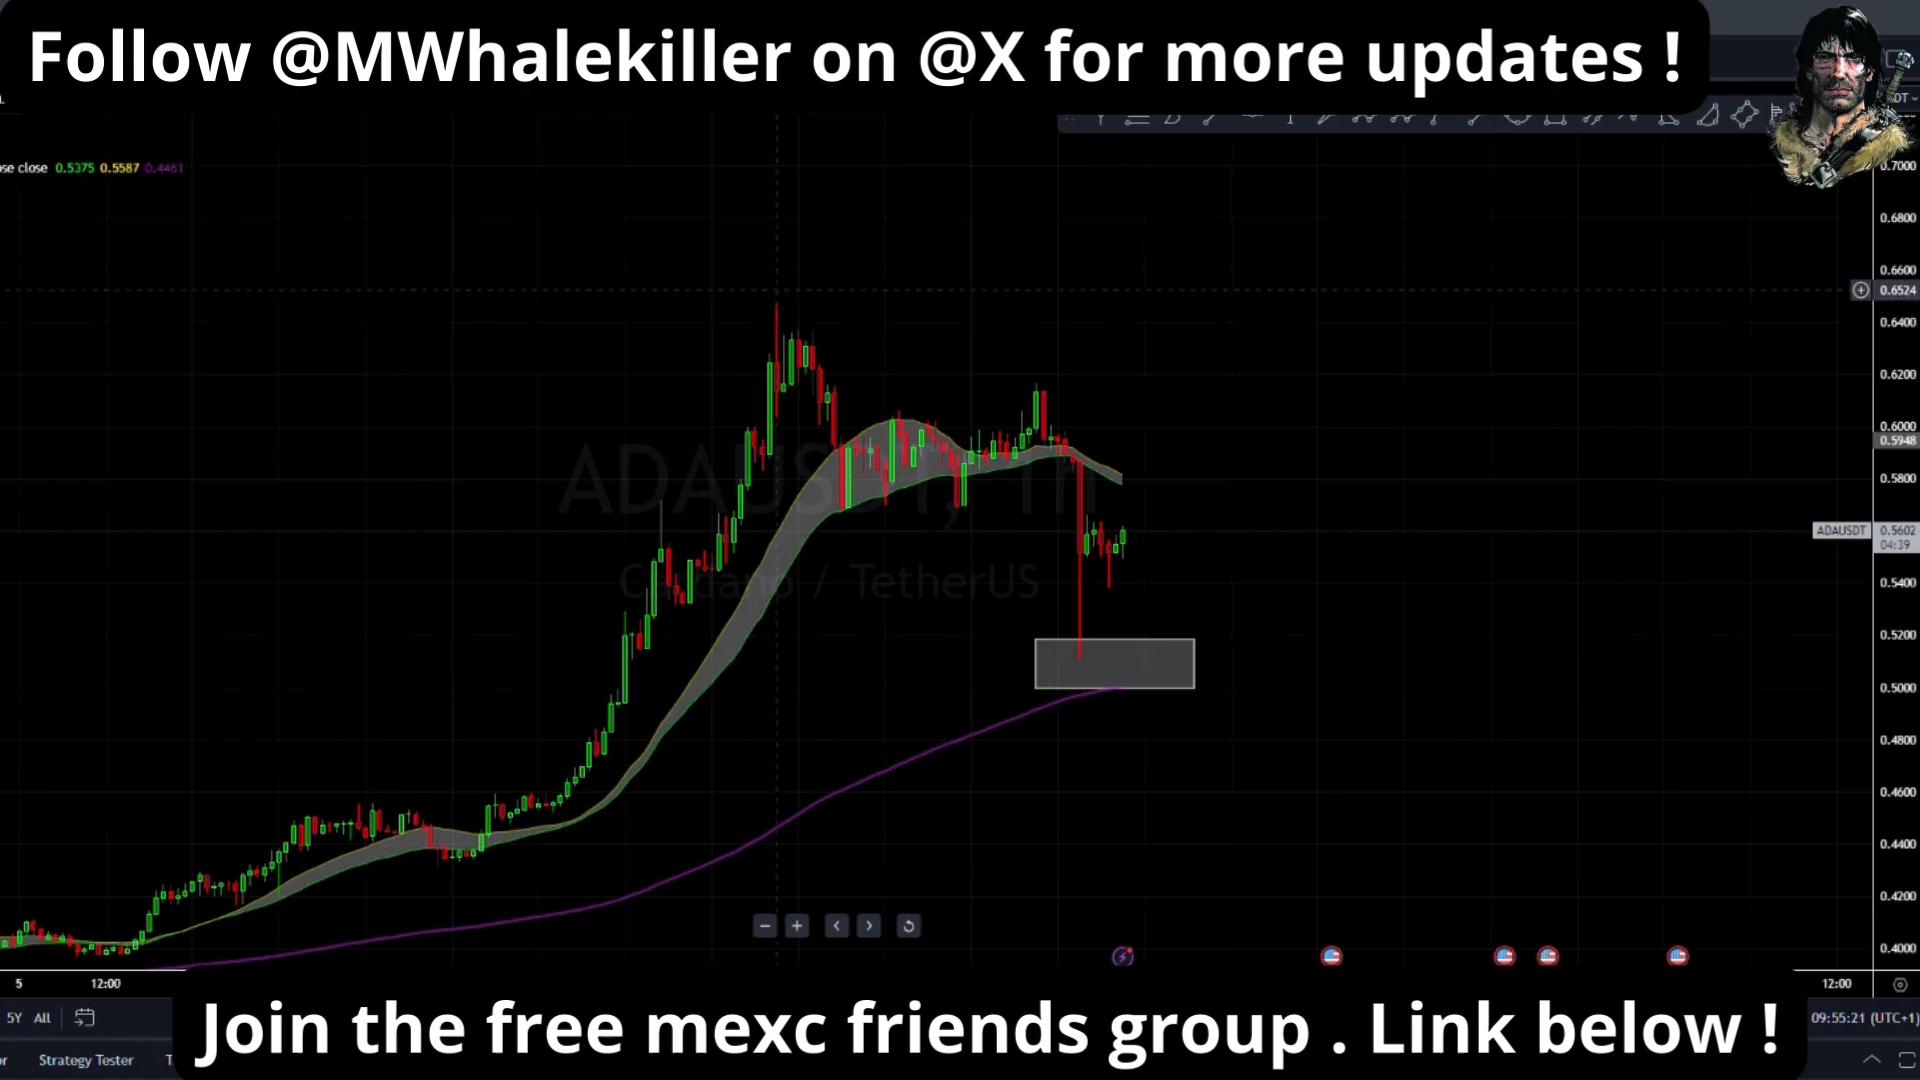 Follow @MWhalekiller on @X for more updates !
close 0.5375 0.5587 0.4461
0.7000
0.6800
0.6600
0.6524
0.6400
0.6200
0.6000
0.5948
0.5800
ADAUSDT, 1h
ADAUSDT 0.5602
04:39
Cardano / TetherUS
0.5400
0.5200
0.5000
0.4800
0.4600
0.4400
0.4200
0.4000
5 12:00 12:00
5Y All
09:55:21 (UTC+1)
Join the free mexc friends group . Link below !
Strategy Tester